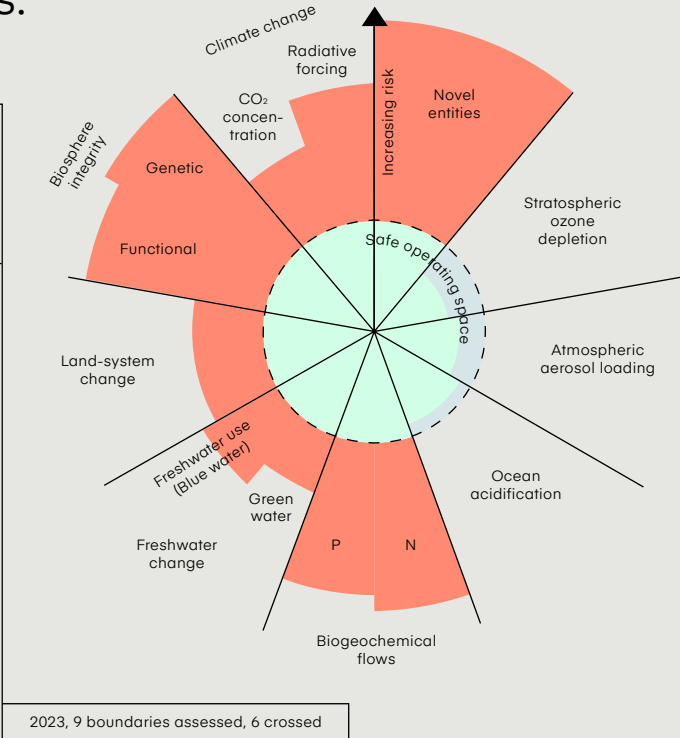 s.
Climate change
Radiative
forcing
CO₂
concen-
tration
Increasing risk
Novel
entities
Biosphere
integrity
Genetic
Functional
Stratospheric
ozone
depletion
Safe operating space
Land-system
change
Atmospheric
aerosol loading
Freshwater use
(Blue water)
Green
water
Freshwater
change
Ocean
acidification
P
N
Biogeochemical
flows
2023, 9 boundaries assessed, 6 crossed